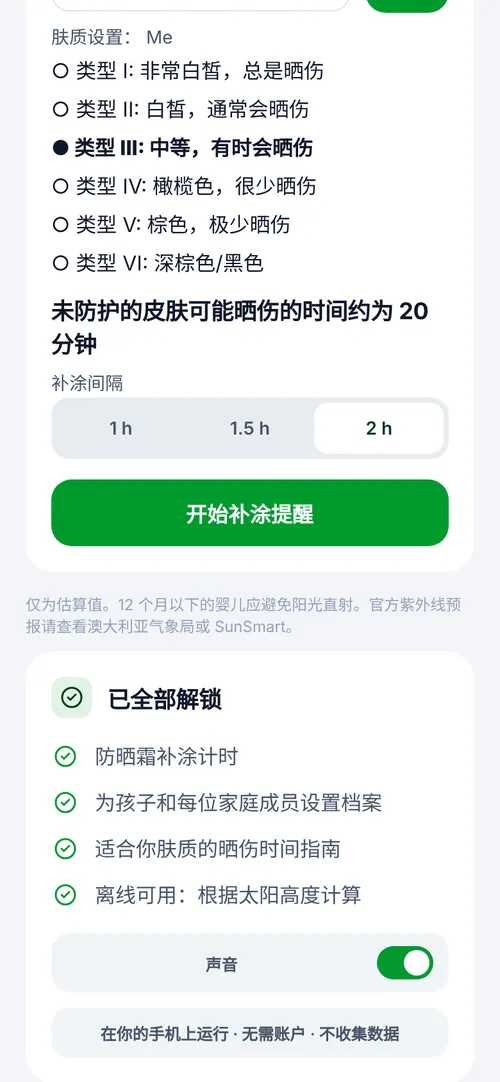 肤质设置： Me
类型 I: 非常白皙，总是晒伤
类型 II: 白皙，通常会晒伤
类型 III: 中等，有时会晒伤
类型 IV: 橄榄色，很少晒伤
类型 V: 棕色，极少晒伤
类型 VI: 深棕色/黑色
未防护的皮肤可能晒伤的时间约为 20
分钟
补涂间隔
1 h
1.5 h
2 h
开始补涂提醒
仅为估算值。12 个月以下的婴儿应避免阳光直射。官方紫外线预
报请查看澳大利亚气象局或 SunSmart。
已全部解锁
防晒霜补涂计时
为孩子和每位家庭成员设置档案
适合你肤质的晒伤时间指南
离线可用：根据太阳高度计算
声音
在你的手机上运行 · 无需账户 · 不收集数据